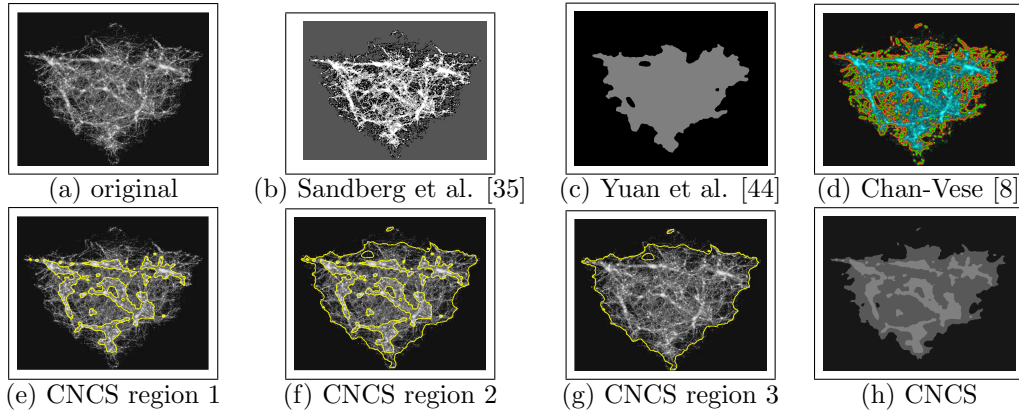 (a) original
(b) Sandberg et al. [35]
(c) Yuan et al. [44]
(d) Chan-Vese [8]
(e) CNCS region 1
(f) CNCS region 2
(g) CNCS region 3
(h) CNCS